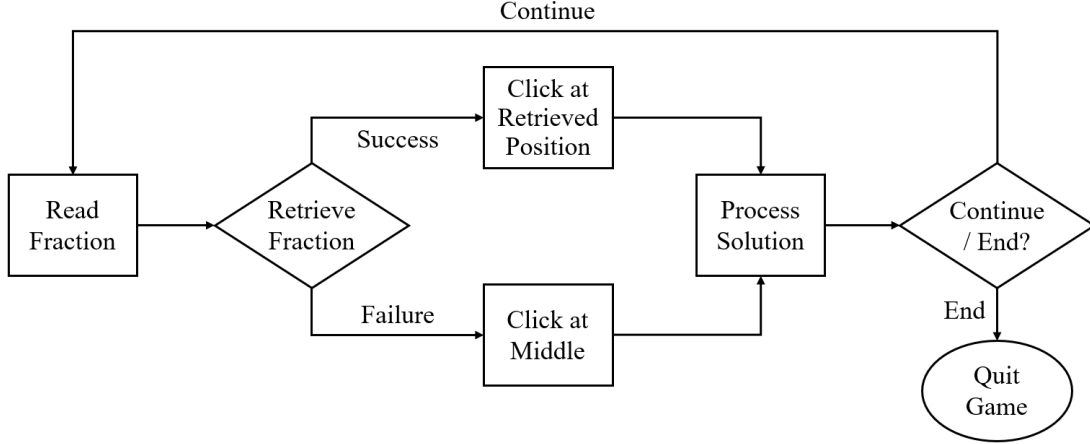 Continue
Click at
Retrieved
Position
Success
Read
Fraction
Retrieve
Fraction
Process
Solution
Continue
/ End?
Failure
Click at
Middle
End
Quit
Game